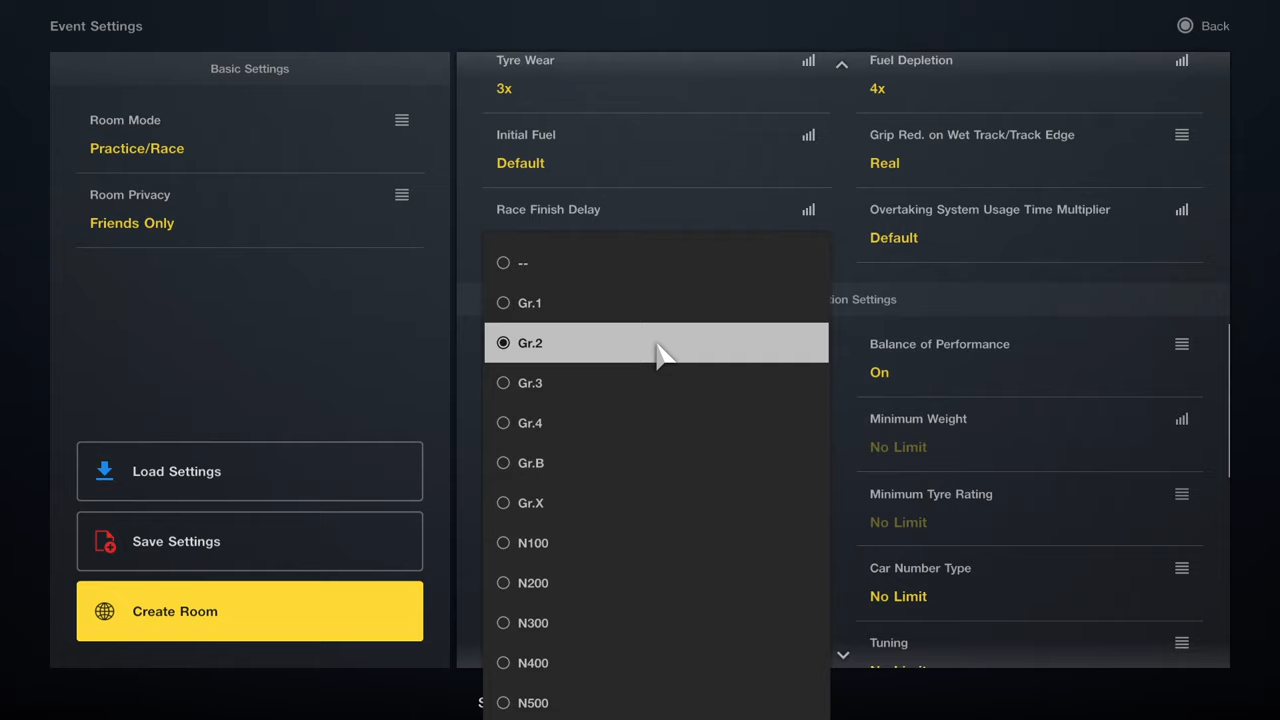 Event Settings
Back
Basic Settings
Room Mode
Practice/Race
Room Privacy
Friends Only
Load Settings
Save Settings
Create Room
Tyre Wear
3x
Fuel Depletion
4x
Initial Fuel
Default
Grip Red. on Wet Track/Track Edge
Real
Race Finish Delay
Overtaking System Usage Time Multiplier
Default
--
Gr.1
Gr.2
Gr.3
Gr.4
Gr.B
Gr.X
N100
N200
N300
N400
N500
ion Settings
Balance of Performance
On
Minimum Weight
No Limit
Minimum Tyre Rating
No Limit
Car Number Type
No Limit
Tuning